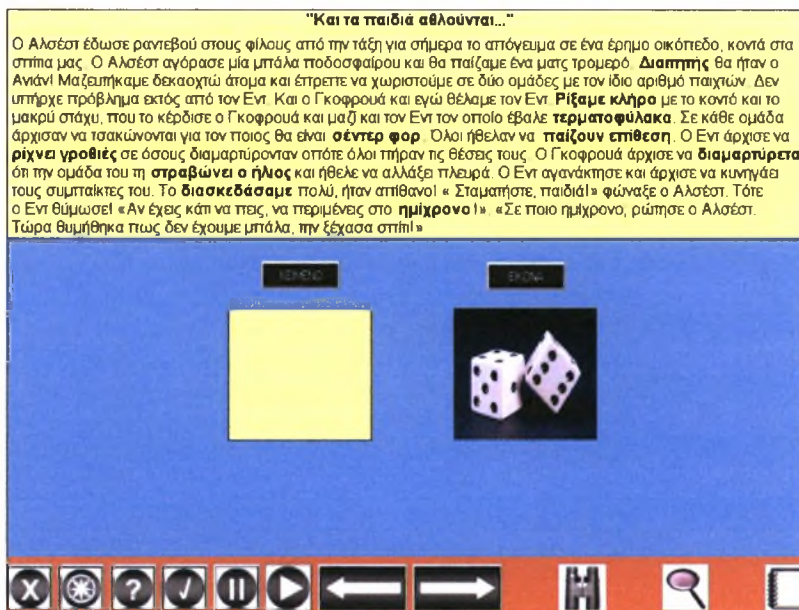 "Και τα παιδιά αθλούνται..."
Ο Αλσέστ έδωσε ραντεβού στους φίλους από την τάξη για σήμερα το απόγευμα σε ένα έρημο οικόπεδο, κοντά στα
σπίτια μας. Ο Αλσέστ αγόρασε μία μπάλα ποδοσφαίρου και θα παίζαμε ένα ματς τρομερό. Διαιτητής θα ήταν ο
Ανιάν! Μαζευτήκαμε δεκαοχτώ άτομα και έπρεπε να χωριστούμε σε δύο ομάδες με τον ίδιο αριθμό παιχτών. Δεν
υπήρχε πρόβλημα εκτός από τον Εντ. Και ο Γκοφρουά και εγώ θέλαμε τον Εντ. Ρίξαμε κλήρο με το κοντό και το
μακρύ στάχυ, που το κέρδισε ο Γκοφρουά και μαζί και τον Εντ τον οποίο έβαλε τερματοφύλακα. Σε κάθε ομάδα
άρχισαν να τσακώνονται για τον ποιος θα είναι σέντερ φορ. Όλοι ήθελαν να παίζουν επίθεση. Ο Εντ άρχισε να
ρίχνει γροθιές σε όσους διαμαρτύρονταν οπότε όλοι πήραν τις θέσεις τους. Ο Γκοφρουά άρχισε να διαμαρτύρετα
ότι την ομάδα του τη στραβώνει ο ήλιος και ήθελε να αλλάξει πλευρά. Ο Εντ αγανάκτησε και άρχισε να κυνηγάει
τους συμπαίκτες του. Το διασκεδάσαμε πολύ, ήταν απίθανο! « Σταματήστε, παιδιά!» φώναξε ο Αλσέστ. Τότε
ο Εντ θύμωσε! «Αν έχεις κάτι να πεις, να περιμένεις στο ημίχρονο!». «Σε ποιο ημίχρονο, ρώτησε ο Αλσέστ.
Τώρα θυμήθηκα πως δεν έχουμε μπάλα, την ξέχασα σπίτι!»
ΚΕΙΜΕΝΟ ΕΙΚΟΝΑ